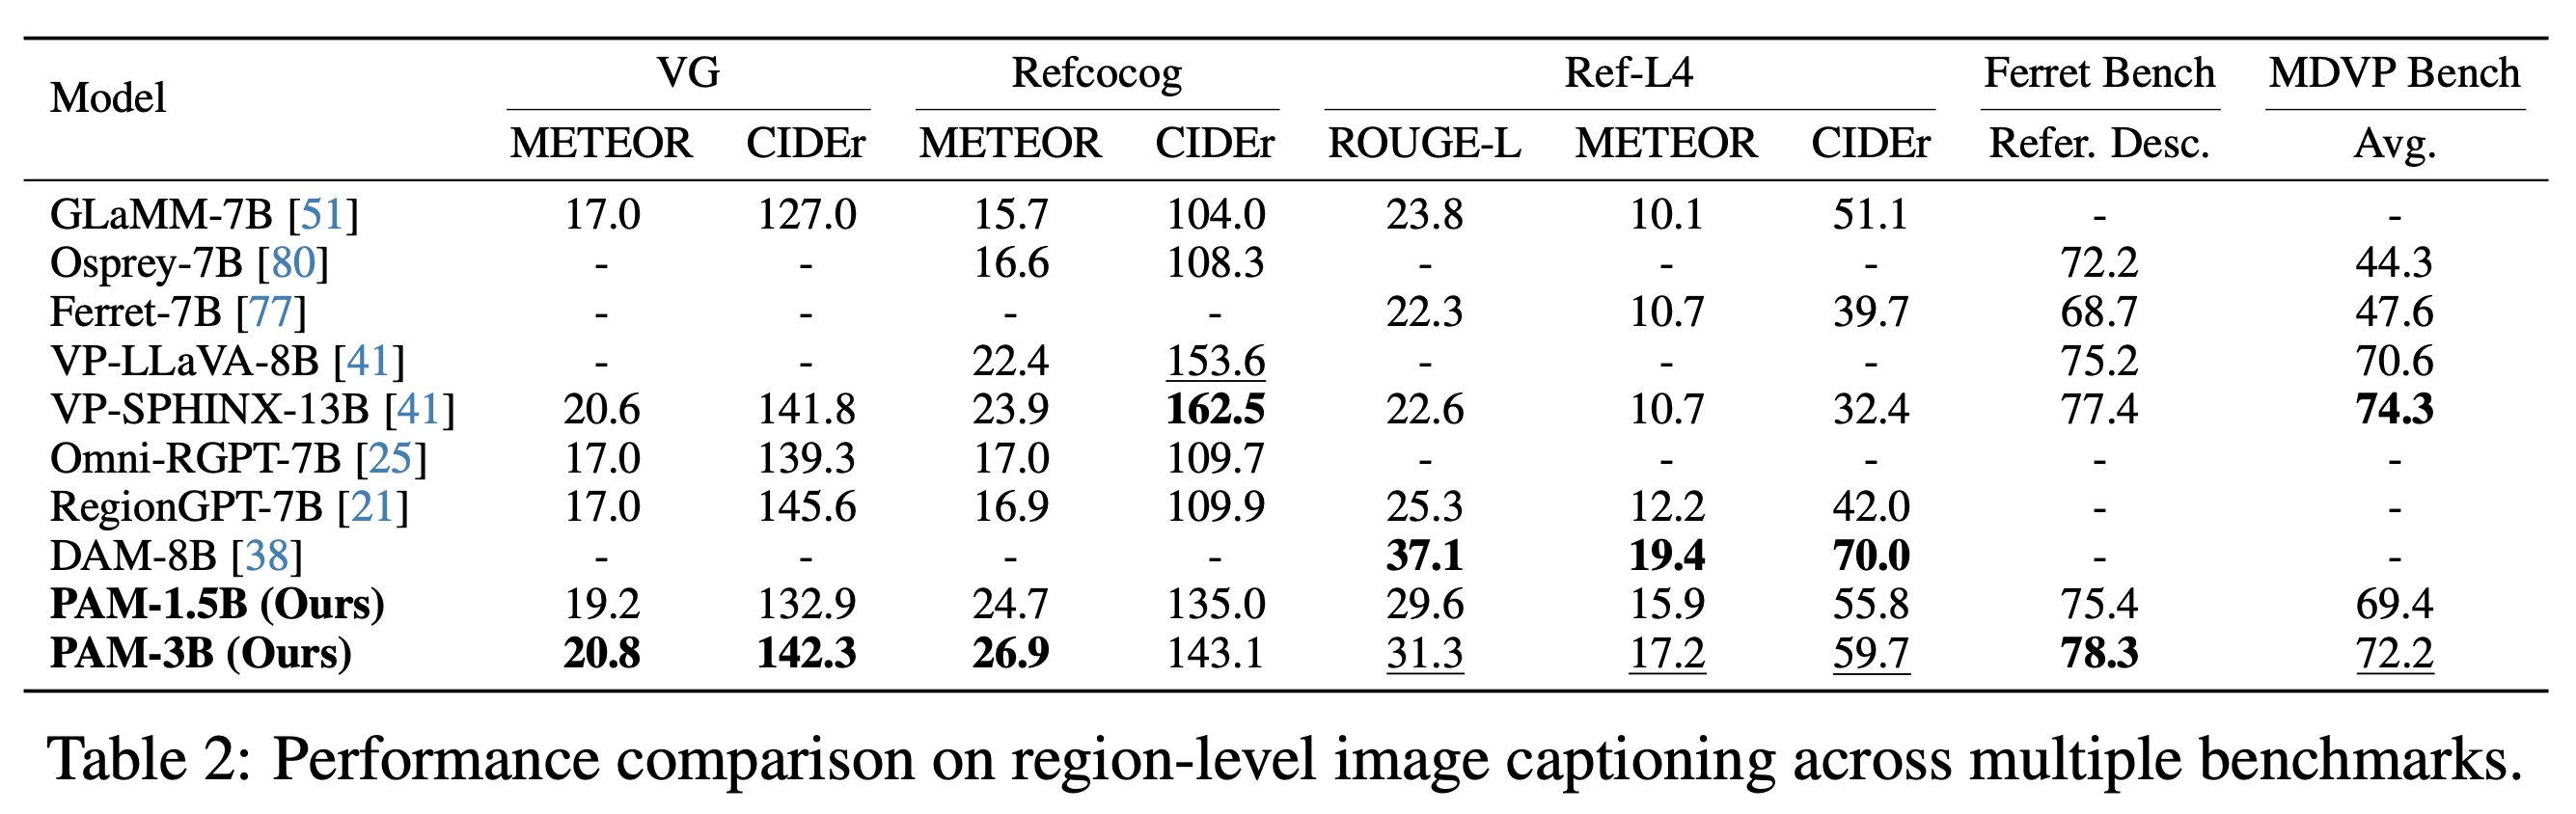 Model VG Refcocog Ref-L4 Ferret Bench MDVP Bench
METEOR CIDEr METEOR CIDEr ROUGE-L METEOR CIDEr Refer. Desc. Avg.
GLaMM-7B [51] 17.0 127.0 15.7 104.0 23.8 10.1 51.1 - -
Osprey-7B [80] - - 16.6 108.3 - - - 72.2 44.3
Ferret-7B [77] - - - - 22.3 10.7 39.7 68.7 47.6
VP-LLaVA-8B [41] - - 22.4 153.6 - - - 75.2 70.6
VP-SPHINX-13B [41] 20.6 141.8 23.9 162.5 22.6 10.7 32.4 77.4 74.3
Omni-RGPT-7B [25] 17.0 139.3 17.0 109.7 - - - - -
RegionGPT-7B [21] 17.0 145.6 16.9 109.9 25.3 12.2 42.0 - -
DAM-8B [38] - - - - 37.1 19.4 70.0 - -
PAM-1.5B (Ours) 19.2 132.9 24.7 135.0 29.6 15.9 55.8 75.4 69.4
PAM-3B (Ours) 20.8 142.3 26.9 143.1 31.3 17.2 59.7 78.3 72.2
Table 2: Performance comparison on region-level image captioning across multiple benchmarks.